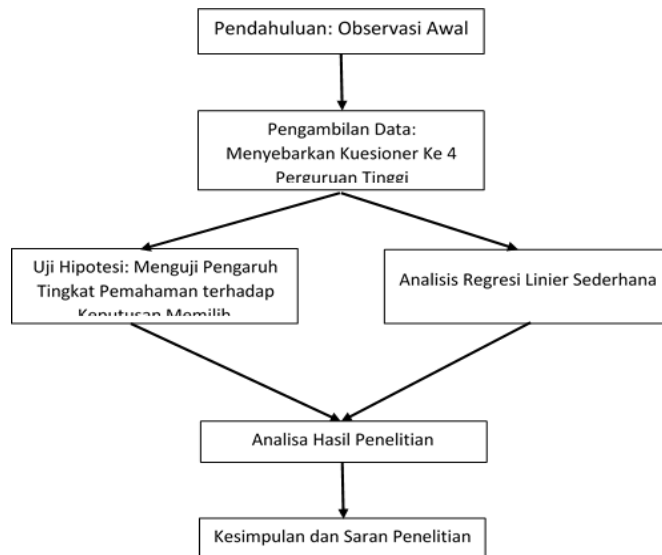 Pendahuluan: Observasi Awal
Pengambilan Data:
Menyebarkan Kuesioner Ke 4
Perguruan Tinggi
Uji Hipotesi: Menguji Pengaruh
Tingkat Pemahaman terhadap
Keputusan Memilih
Analisis Regresi Linier Sederhana
Analisa Hasil Penelitian
Kesimpulan dan Saran Penelitian